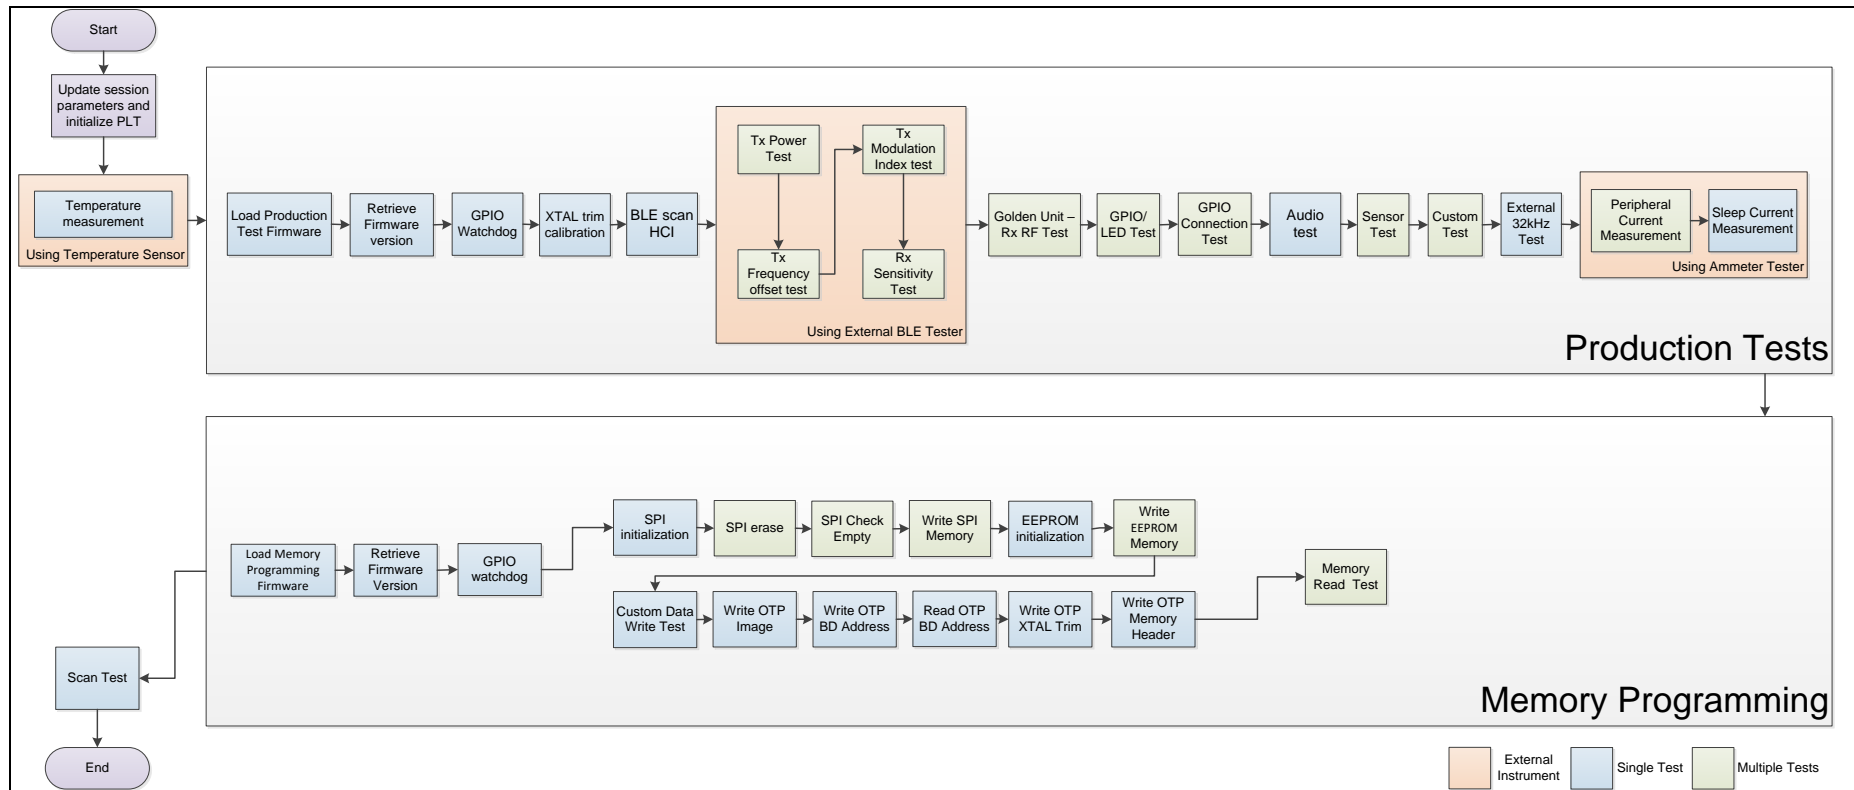 Start
Update session
parameters and
initialize PLT
Temperature
measurement
Using Temperature Sensor
Load Production
Test Firmware
Retrieve
Firmware
version
GPIO
Watchdog
XTAL trim
calibration
BLE scan
HCI
Tx Power
Test
Tx
Frequency
offset test
Tx
Modulation
Index test
Rx
Sensitivity
Test
Using External BLE Tester
Golden Unit –
Rx RF Test
GPIO/
LED Test
GPIO
Connection
Test
Audio
test
Sensor
Test
Custom
Test
External
32kHz
Test
Peripheral
Current
Measurement
Sleep Current
Measurement
Using Ammeter Tester
Production Tests
Load Memory
Programming
Firmware
Retrieve
Firmware
Version
GPIO
watchdog
SPI
initialization
SPI erase
SPI Check
Empty
Write SPI
Memory
EEPROM
initialization
Write
EEPROM
Memory
Custom Data
Write Test
Write OTP
Image
Write OTP
BD Address
Read OTP
BD Address
Write OTP
XTAL Trim
Write OTP
Memory
Header
Memory
Read Test
Memory Programming
Scan Test
End
External
Instrument
Single Test
Multiple Tests